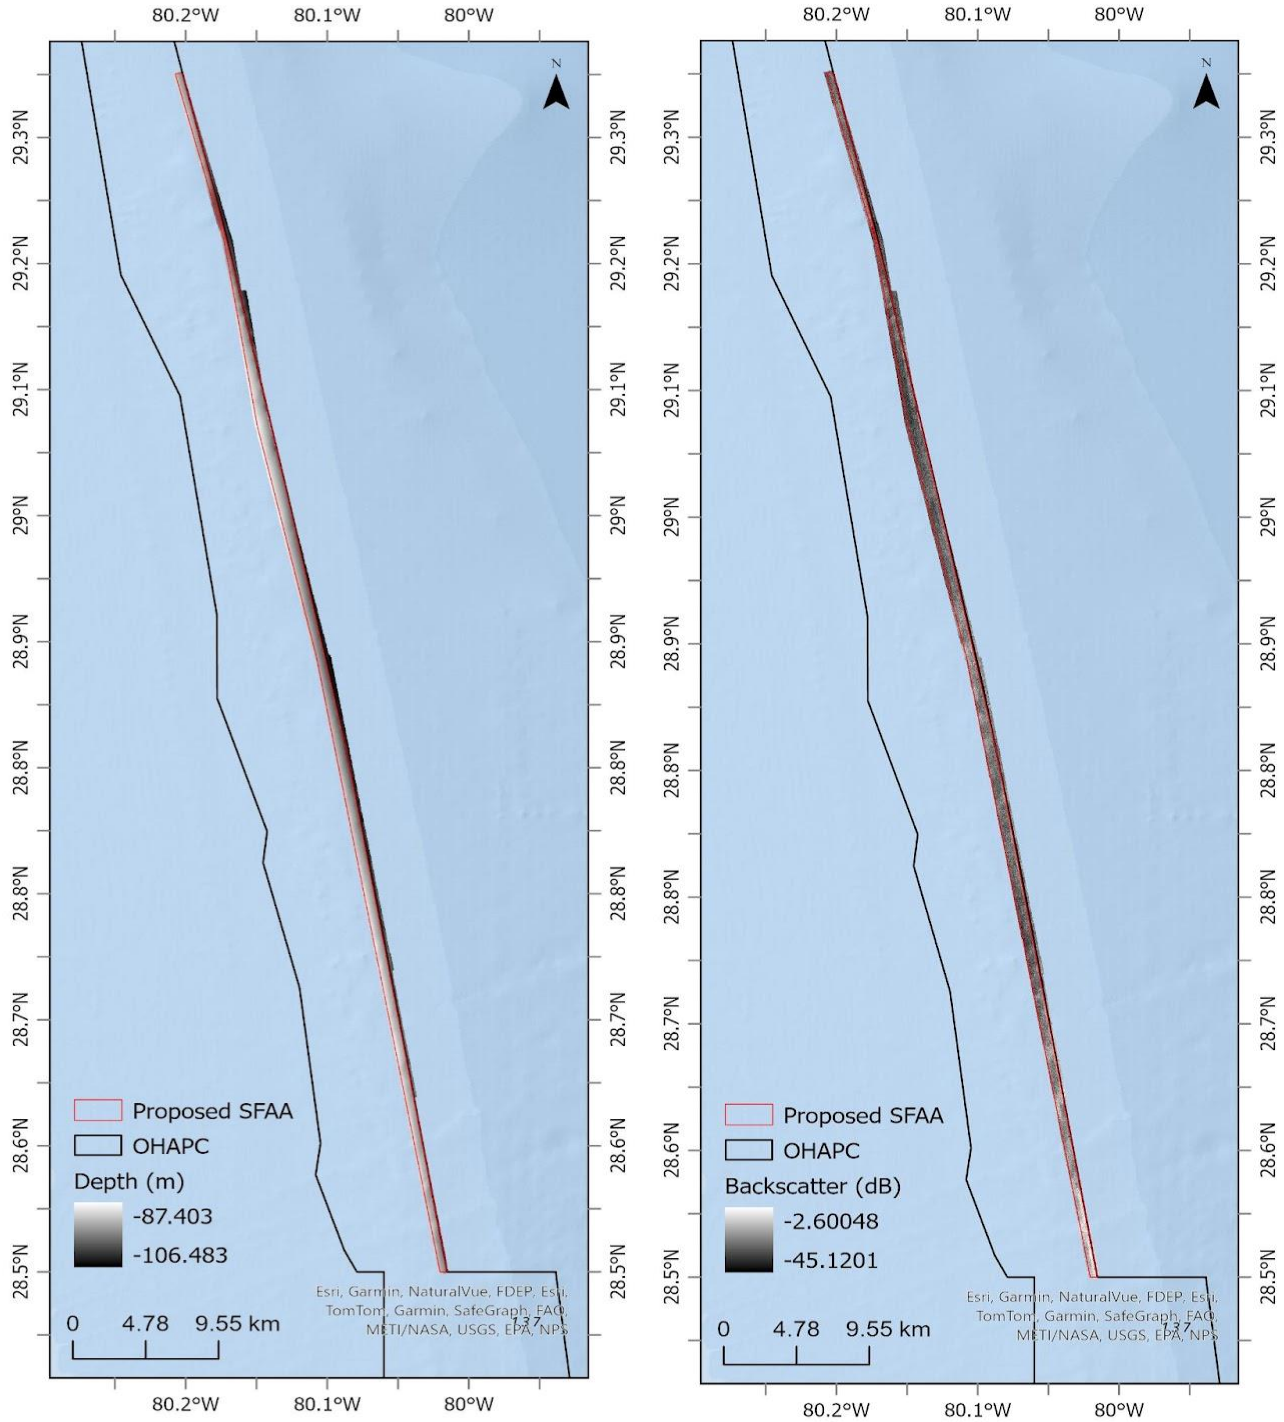 80.2°W 80.1°W 80°W
N
29.3°N 29.3°N
29.2°N 29.2°N
29.1°N 29.1°N
29°N 29°N
28.9°N 28.9°N
28.8°N 28.8°N
28.8°N 28.8°N
28.7°N 28.7°N
28.6°N 28.6°N
28.5°N 28.5°N
Proposed SFAA
OHAPC
Depth (m)
-87.403
-106.483
0 4.78 9.55 km
Esri, Garmin, NaturalVue, FDEP, Esri,
TomTom, Garmin, SafeGraph, FAO,
METI/NASA, USGS, EPA, NPS
137
80.2°W 80.1°W 80°W
80.2°W 80.1°W 80°W
N
29.3°N 29.3°N
29.2°N 29.2°N
29.1°N 29.1°N
29°N 29°N
28.9°N 28.9°N
28.8°N 28.8°N
28.8°N 28.8°N
28.7°N 28.7°N
28.6°N 28.6°N
28.5°N 28.5°N
Proposed SFAA
OHAPC
Backscatter (dB)
-2.60048
-45.1201
0 4.78 9.55 km
Esri, Garmin, NaturalVue, FDEP, Esri,
TomTom, Garmin, SafeGraph, FAO,
METI/NASA, USGS, EPA, NPS
137
80.2°W 80.1°W 80°W